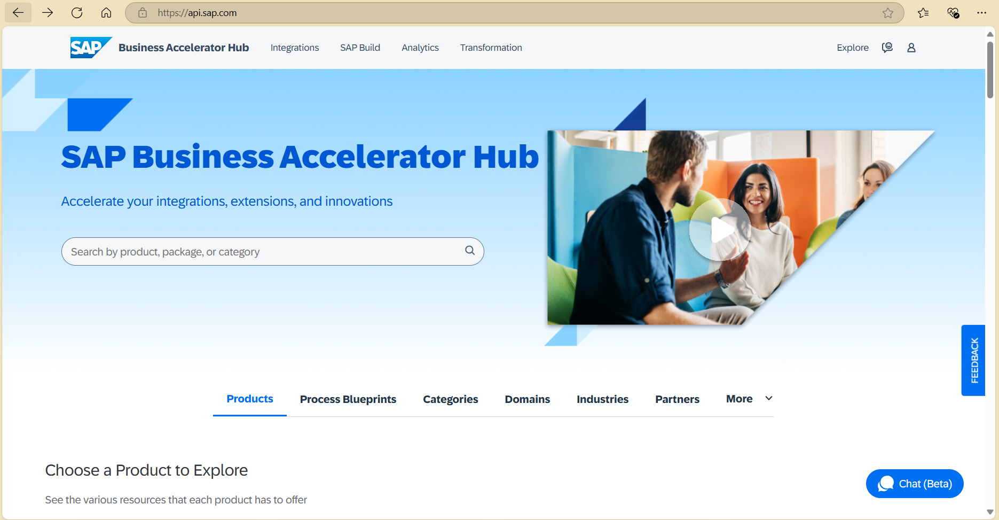 https://api.sap.com
SAP Business Accelerator Hub Integrations SAP Build Analytics Transformation Explore
SAP Business Accelerator Hub
Accelerate your integrations, extensions, and innovations
Search by product, package, or category
FEEDBACK
Products Process Blueprints Categories Domains Industries Partners More
Choose a Product to Explore
See the various resources that each product has to offer
Chat (Beta)